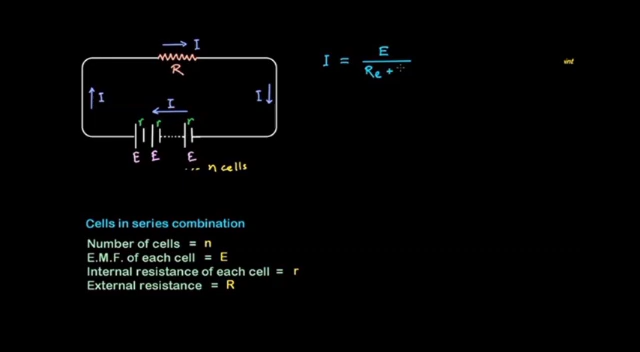 I
R
I = E
Re +
int
I
I
I
r r r
E E E
... n cells
Cells in series combination
Number of cells = n
E.M.F. of each cell = E
Internal resistance of each cell = r
External resistance = R